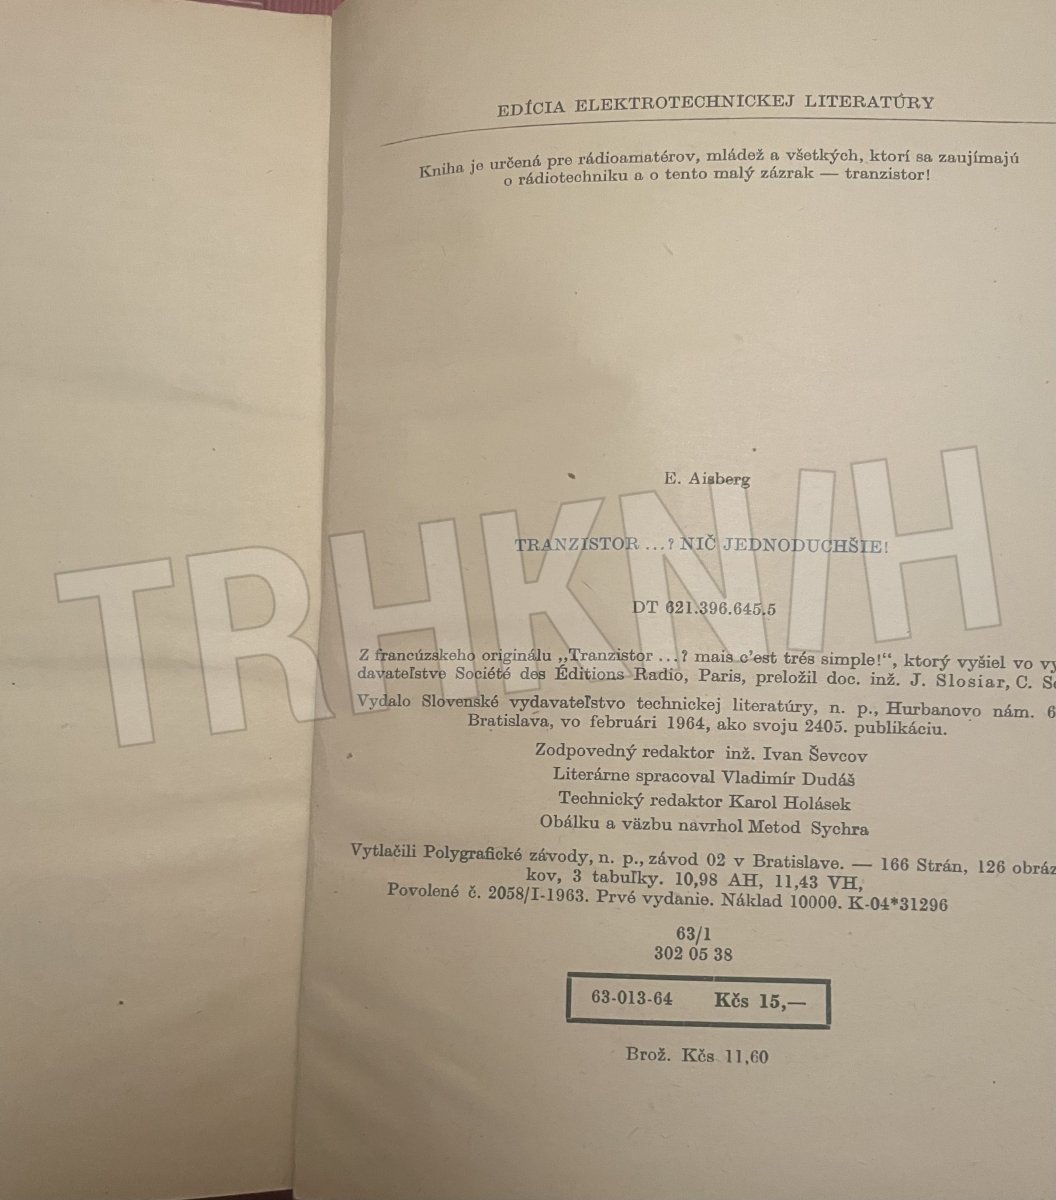 EDÍCIA ELEKTROTECHNICKEJ LITERATÚRY
Kniha je určená pre rádioamatérov, mládež a všetkých, ktorí sa zaujímajú
o rádiotechniku a o tento malý zázrak — tranzistor!
E. Aisberg
TRANZISTOR ...? NIČ JEDNODUCHŠIE!
TRHKNIH
DT 621.396.645.5
Z francúzskeho originálu „Tranzistor ...? mais c'est trés simple!“, ktorý vyšiel vo vy
davateľstve Société des Éditions Radio, Paris, preložil doc. inž. J. Slosiar, C. Sc
Vydalo Slovenské vydavateľstvo technickej literatúry, n. p., Hurbanovo nám. 6
Bratislava, vo februári 1964, ako svoju 2405. publikáciu.
Zodpovedný redaktor inž. Ivan Ševcov
Literárne spracoval Vladimír Dudáš
Technický redaktor Karol Holásek
Obálku a väzbu navrhol Metod Sychra
Vytlačili Polygrafické závody, n. p., závod 02 v Bratislave. — 166 Strán, 126 obráz
kov, 3 tabuľky. 10,98 AH, 11,43 VH,
Povolené č. 2058/I-1963. Prvé vydanie. Náklad 10000. K-04*31296
63/1
302 05 38
63-013-64 Kčs 15,—
Brož. Kčs 11,60